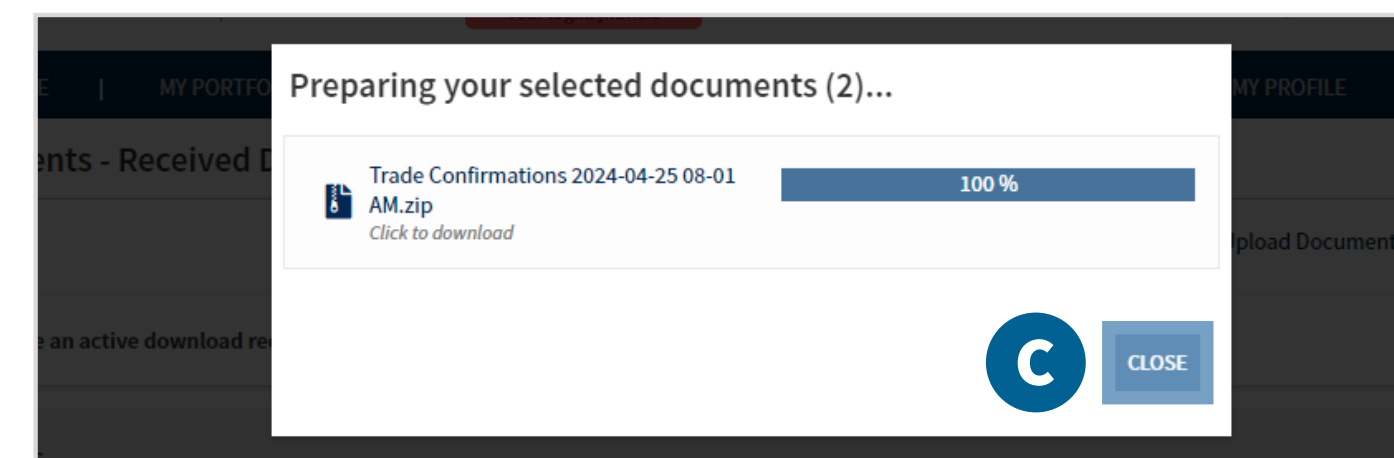 E | MY PORTFO
MY PROFILE
Preparing your selected documents (2)...
ents - Received D
Trade Confirmations 2024-04-25 08-01
AM.zip
Click to download
100 %
Upload Document
e an active download re
C
CLOSE